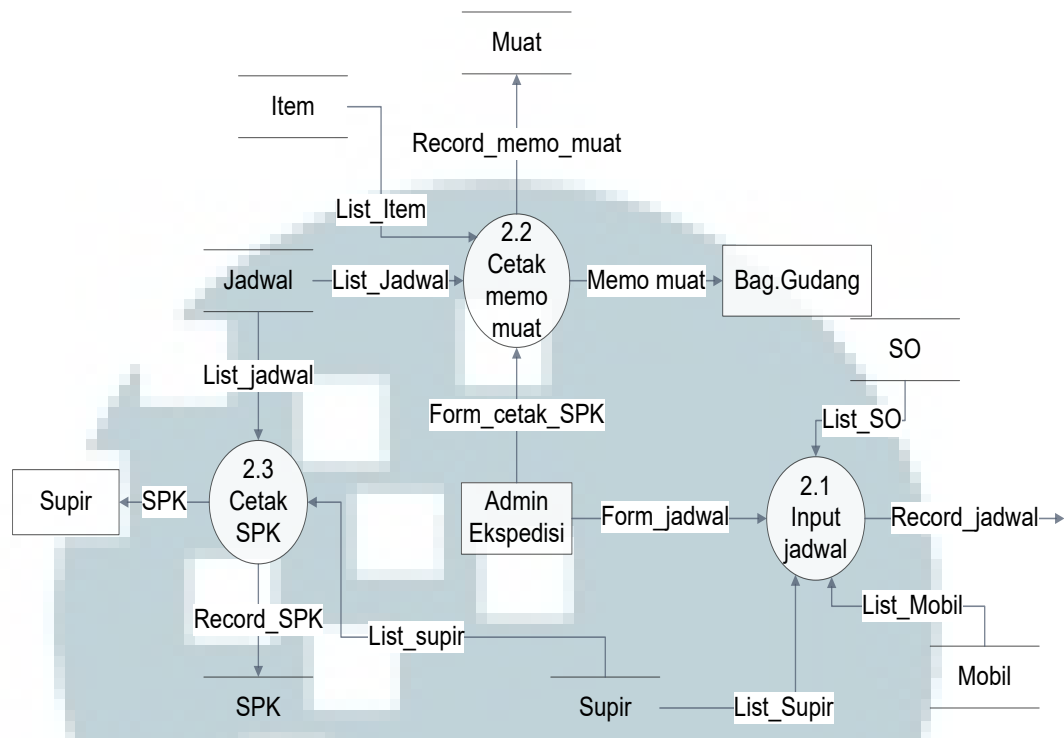 Muat
Item
Record_memo_muat
List_Item
2.2
Cetak
memo
muat
Jadwal
List_Jadwal
Memo muat
Bag.Gudang
SO
List_jadwal
Form_cetak_SPK
List_SO
2.3
Cetak
SPK
Supir
SPK
Admin
Ekspedisi
Form_jadwal
2.1
Input
jadwal
Record_jadwal
List_Mobil
Record_SPK
List_supir
Mobil
SPK
Supir
List_Supir